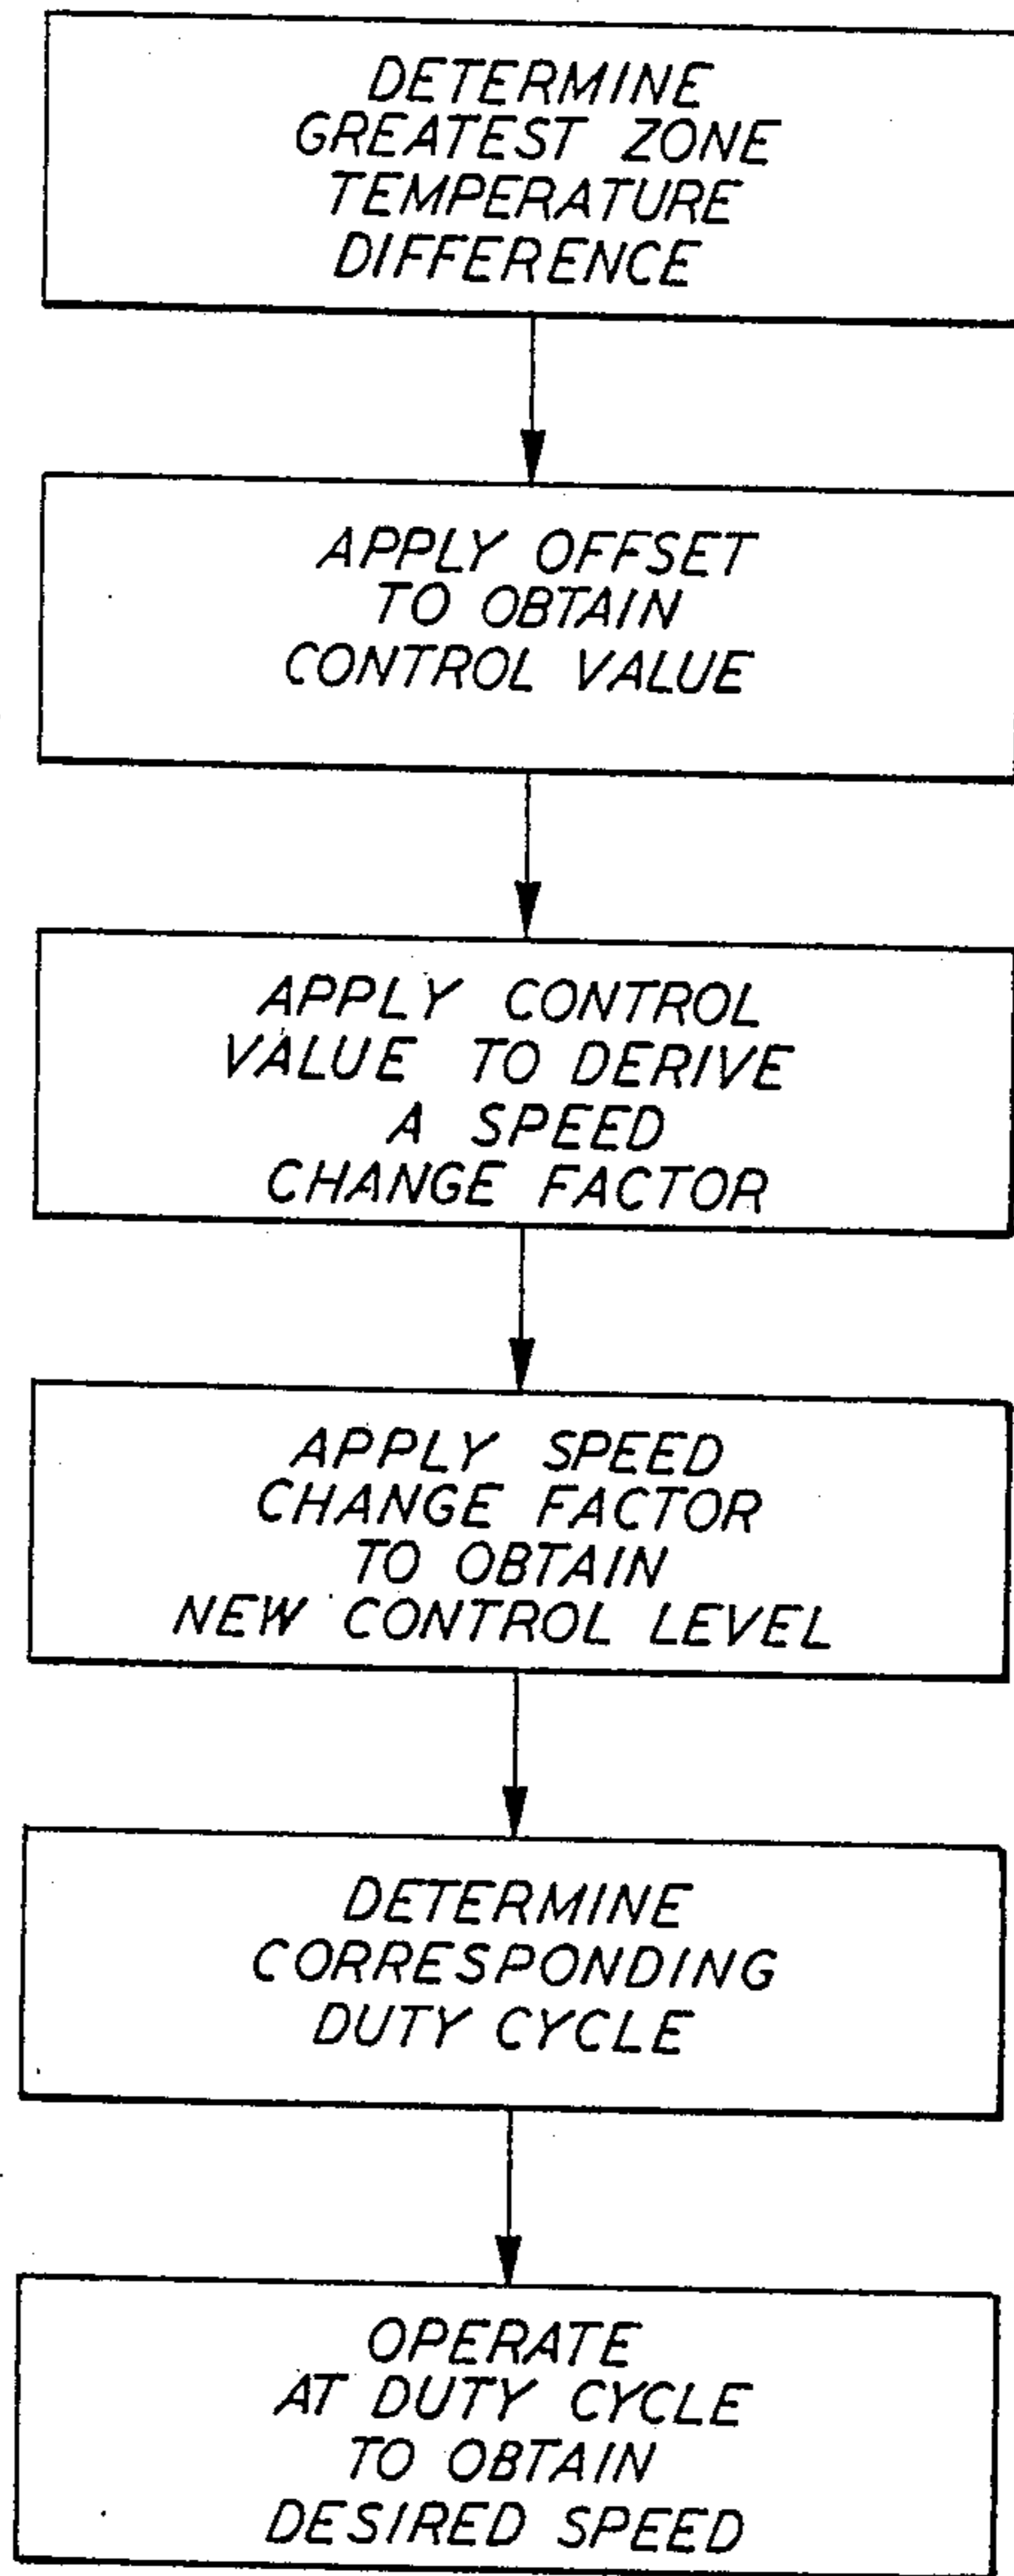 DETERMINE
GREATEST ZONE
TEMPERATURE
DIFFERENCE
APPLY OFFSET
TO OBTAIN
CONTROL VALUE
APPLY CONTROL
VALUE TO DERIVE
A SPEED
CHANGE FACTOR
APPLY SPEED
CHANGE FACTOR
TO OBTAIN
NEW CONTROL LEVEL
DETERMINE
CORRESPONDING
DUTY CYCLE
OPERATE
AT DUTY CYCLE
TO OBTAIN
DESIRED SPEED